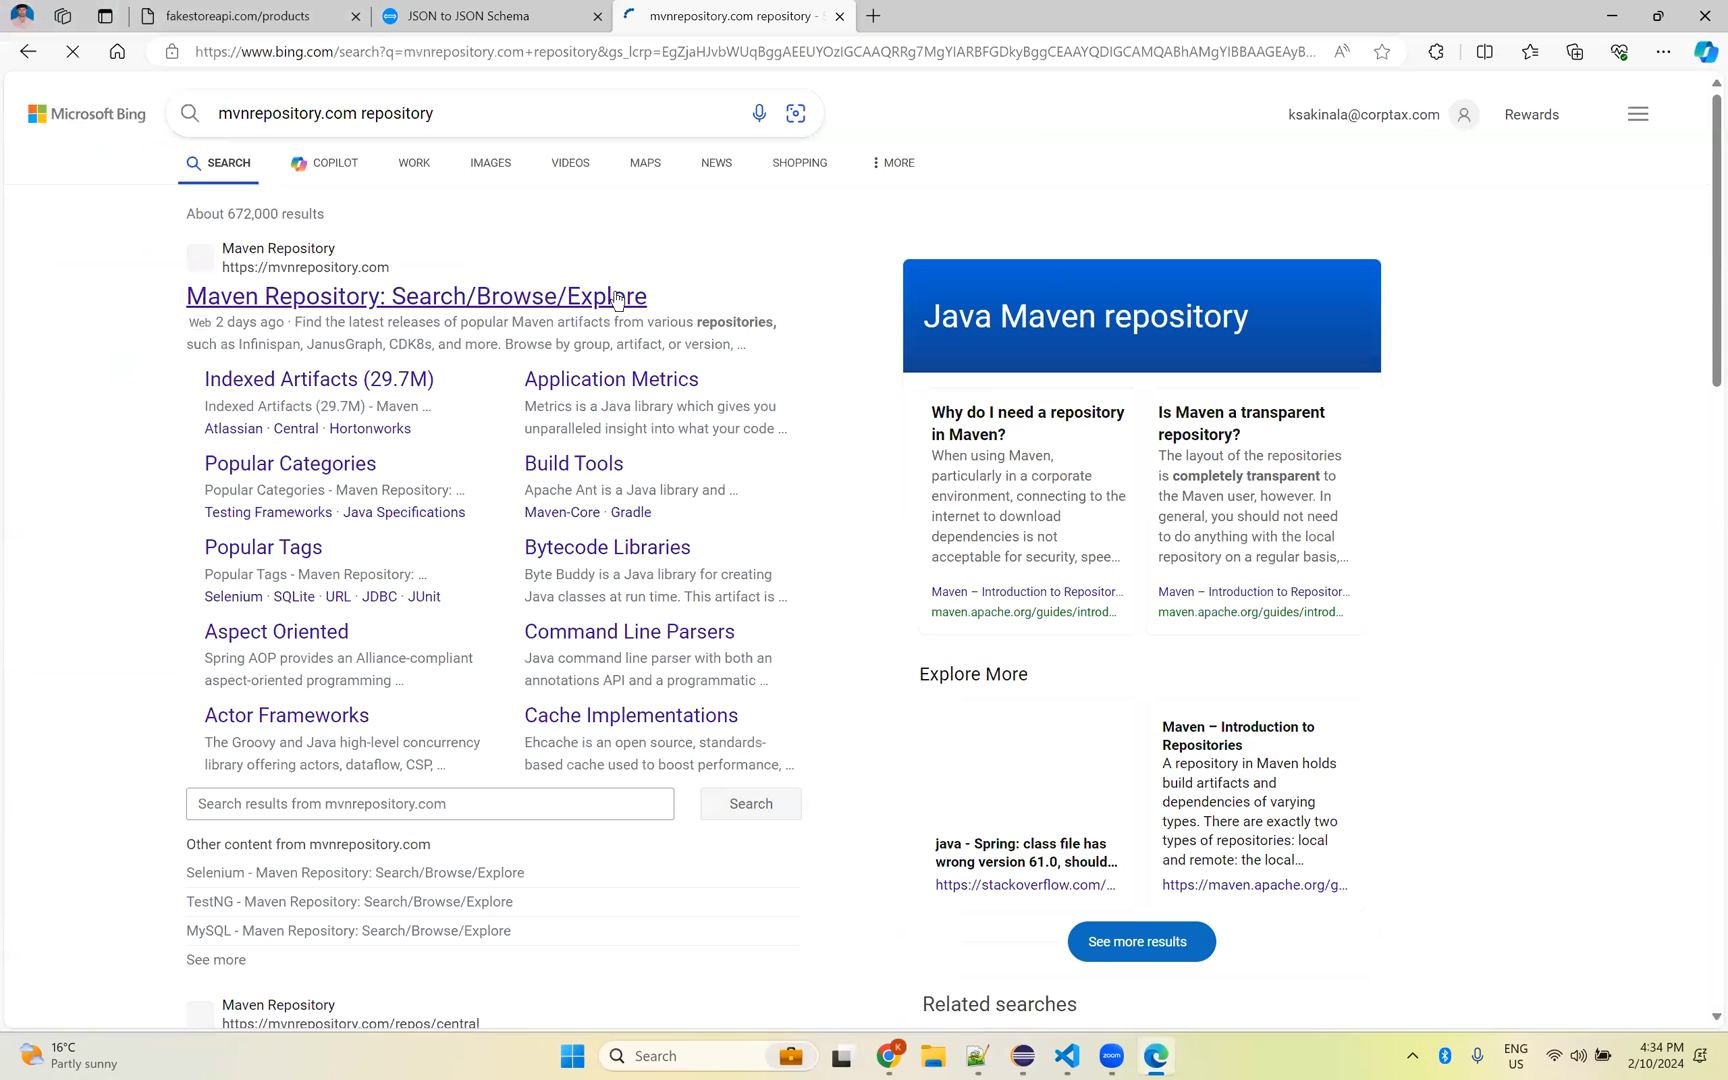 fakestoreapi.com/products
JSON to JSON Schema
mvnrepository.com repository -
https://www.bing.com/search?q=mvnrepository.com+repository&gs_lcrp=EgZjaHJvbWUqBggAEEUYOzIGCAAQRRg7MgYIARBFGDkyBggCEAAYQDIGCAMQABhAMgYIBBAAGEAyB...
Microsoft Bing
mvnrepository.com repository
ksakinala@corptax.com
Rewards
SEARCH
COPILOT
WORK
IMAGES
VIDEOS
MAPS
NEWS
SHOPPING
MORE
About 672,000 results
Maven Repository
https://mvnrepository.com
Maven Repository: Search/Browse/Explore
Web 2 days ago · Find the latest releases of popular Maven artifacts from various repositories,
such as Infinispan, JanusGraph, CDK8s, and more. Browse by group, artifact, or version, ...
Indexed Artifacts (29.7M)
Indexed Artifacts (29.7M) - Maven ...
Atlassian · Central · Hortonworks
Application Metrics
Metrics is a Java library which gives you
unparalleled insight into what your code ...
Popular Categories
Popular Categories - Maven Repository: ...
Testing Frameworks · Java Specifications
Build Tools
Apache Ant is a Java library and ...
Maven-Core · Gradle
Popular Tags
Popular Tags - Maven Repository: ...
Selenium · SQLite · URL · JDBC · JUnit
Bytecode Libraries
Byte Buddy is a Java library for creating
Java classes at run time. This artifact is ...
Aspect Oriented
Spring AOP provides an Alliance-compliant
aspect-oriented programming ...
Command Line Parsers
Java command line parser with both an
annotations API and a programmatic ...
Actor Frameworks
The Groovy and Java high-level concurrency
library offering actors, dataflow, CSP, ...
Cache Implementations
Ehcache is an open source, standards-
based cache used to boost performance, ...
Search results from mvnrepository.com
Search
Other content from mvnrepository.com
Selenium - Maven Repository: Search/Browse/Explore
TestNG - Maven Repository: Search/Browse/Explore
MySQL - Maven Repository: Search/Browse/Explore
See more
Maven Repository
https://mvnrepository.com/repos/central
Java Maven repository
Why do I need a repository
in Maven?
When using Maven,
particularly in a corporate
environment, connecting to the
internet to download
dependencies is not
acceptable for security, spee...
Maven – Introduction to Repositor...
maven.apache.org/guides/introd...
Is Maven a transparent
repository?
The layout of the repositories
is completely transparent to
the Maven user, however. In
general, you should not need
to do anything with the local
repository on a regular basis,...
Maven – Introduction to Repositor...
maven.apache.org/guides/introd...
Explore More
java - Spring: class file has
wrong version 61.0, should...
https://stackoverflow.com/...
Maven – Introduction to
Repositories
A repository in Maven holds
build artifacts and
dependencies of varying
types. There are exactly two
types of repositories: local
and remote: the local...
https://maven.apache.org/g...
See more results
Related searches
16°C
Partly sunny
Search
zoom
K
ENG
US
4:34 PM
2/10/2024